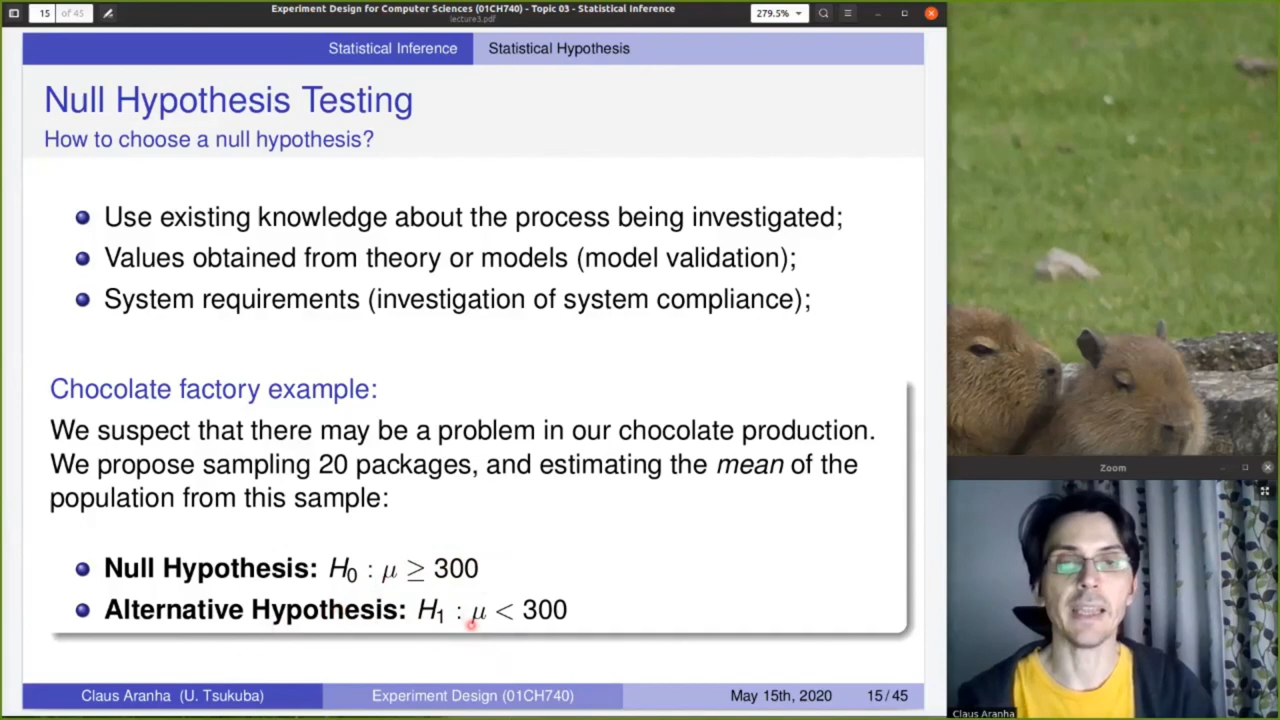 Experiment Design for Computer Sciences (01CH740) - Topic 03 - Statistical Inference
lecture3.pdf
15 of 45
279.5%
Statistical Inference Statistical Hypothesis
Null Hypothesis Testing
How to choose a null hypothesis?
Use existing knowledge about the process being investigated;
Values obtained from theory or models (model validation);
System requirements (investigation of system compliance);
Chocolate factory example:
We suspect that there may be a problem in our chocolate production.
We propose sampling 20 packages, and estimating the mean of the
population from this sample:
Null Hypothesis: H₀ : μ ≥ 300
Alternative Hypothesis: H₁ : μ < 300
Claus Aranha (U. Tsukuba) Experiment Design (01CH740) May 15th, 2020 15 / 45
Zoom
Claus Aranha